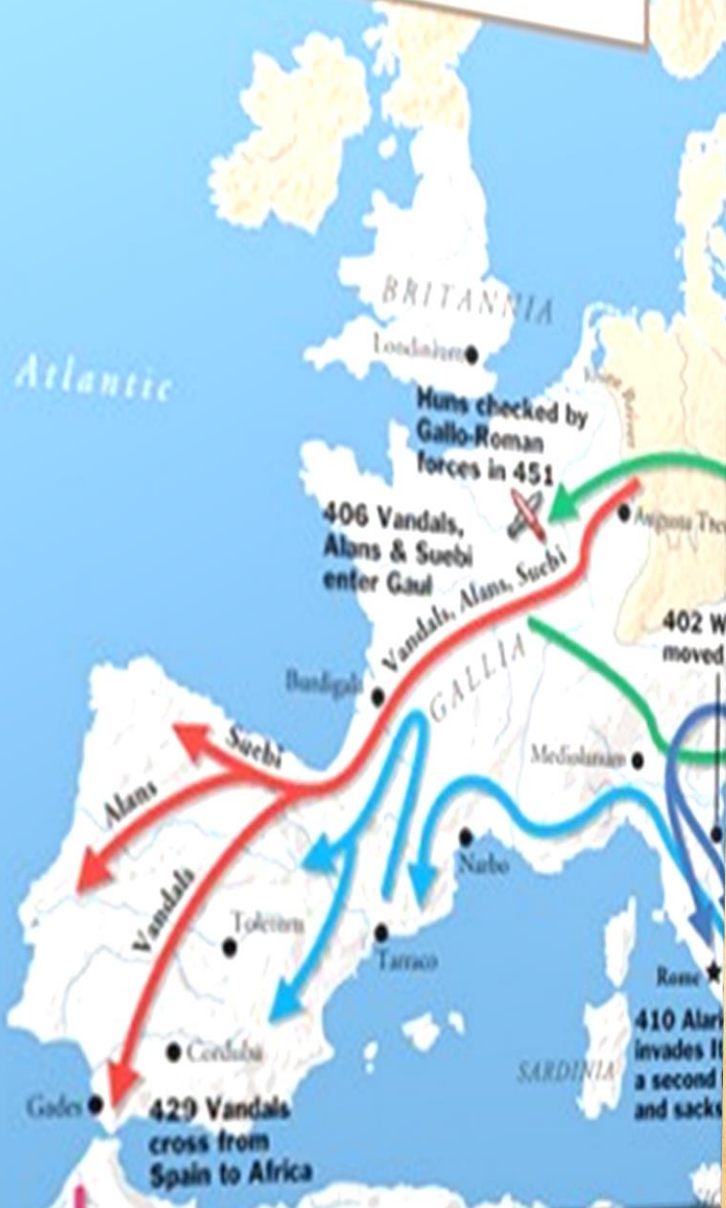 BRITANNIA
Londinium
Atlantic
Huns checked by
Gallo-Roman
forces in 451
406 Vandals,
Alans & Suebi
enter Gaul
Augusta
Vandals, Alans, Suebi
402 W
moved
GALLIA
Burdigala
Suebi
Mediolanum
Alans
Narbo
Vandals
Toletum
Tarraco
Rome
410 Alari
invades It
a second
and sacks
SARDINIA
Corduba
Gades
429 Vandals
cross from
Spain to Africa